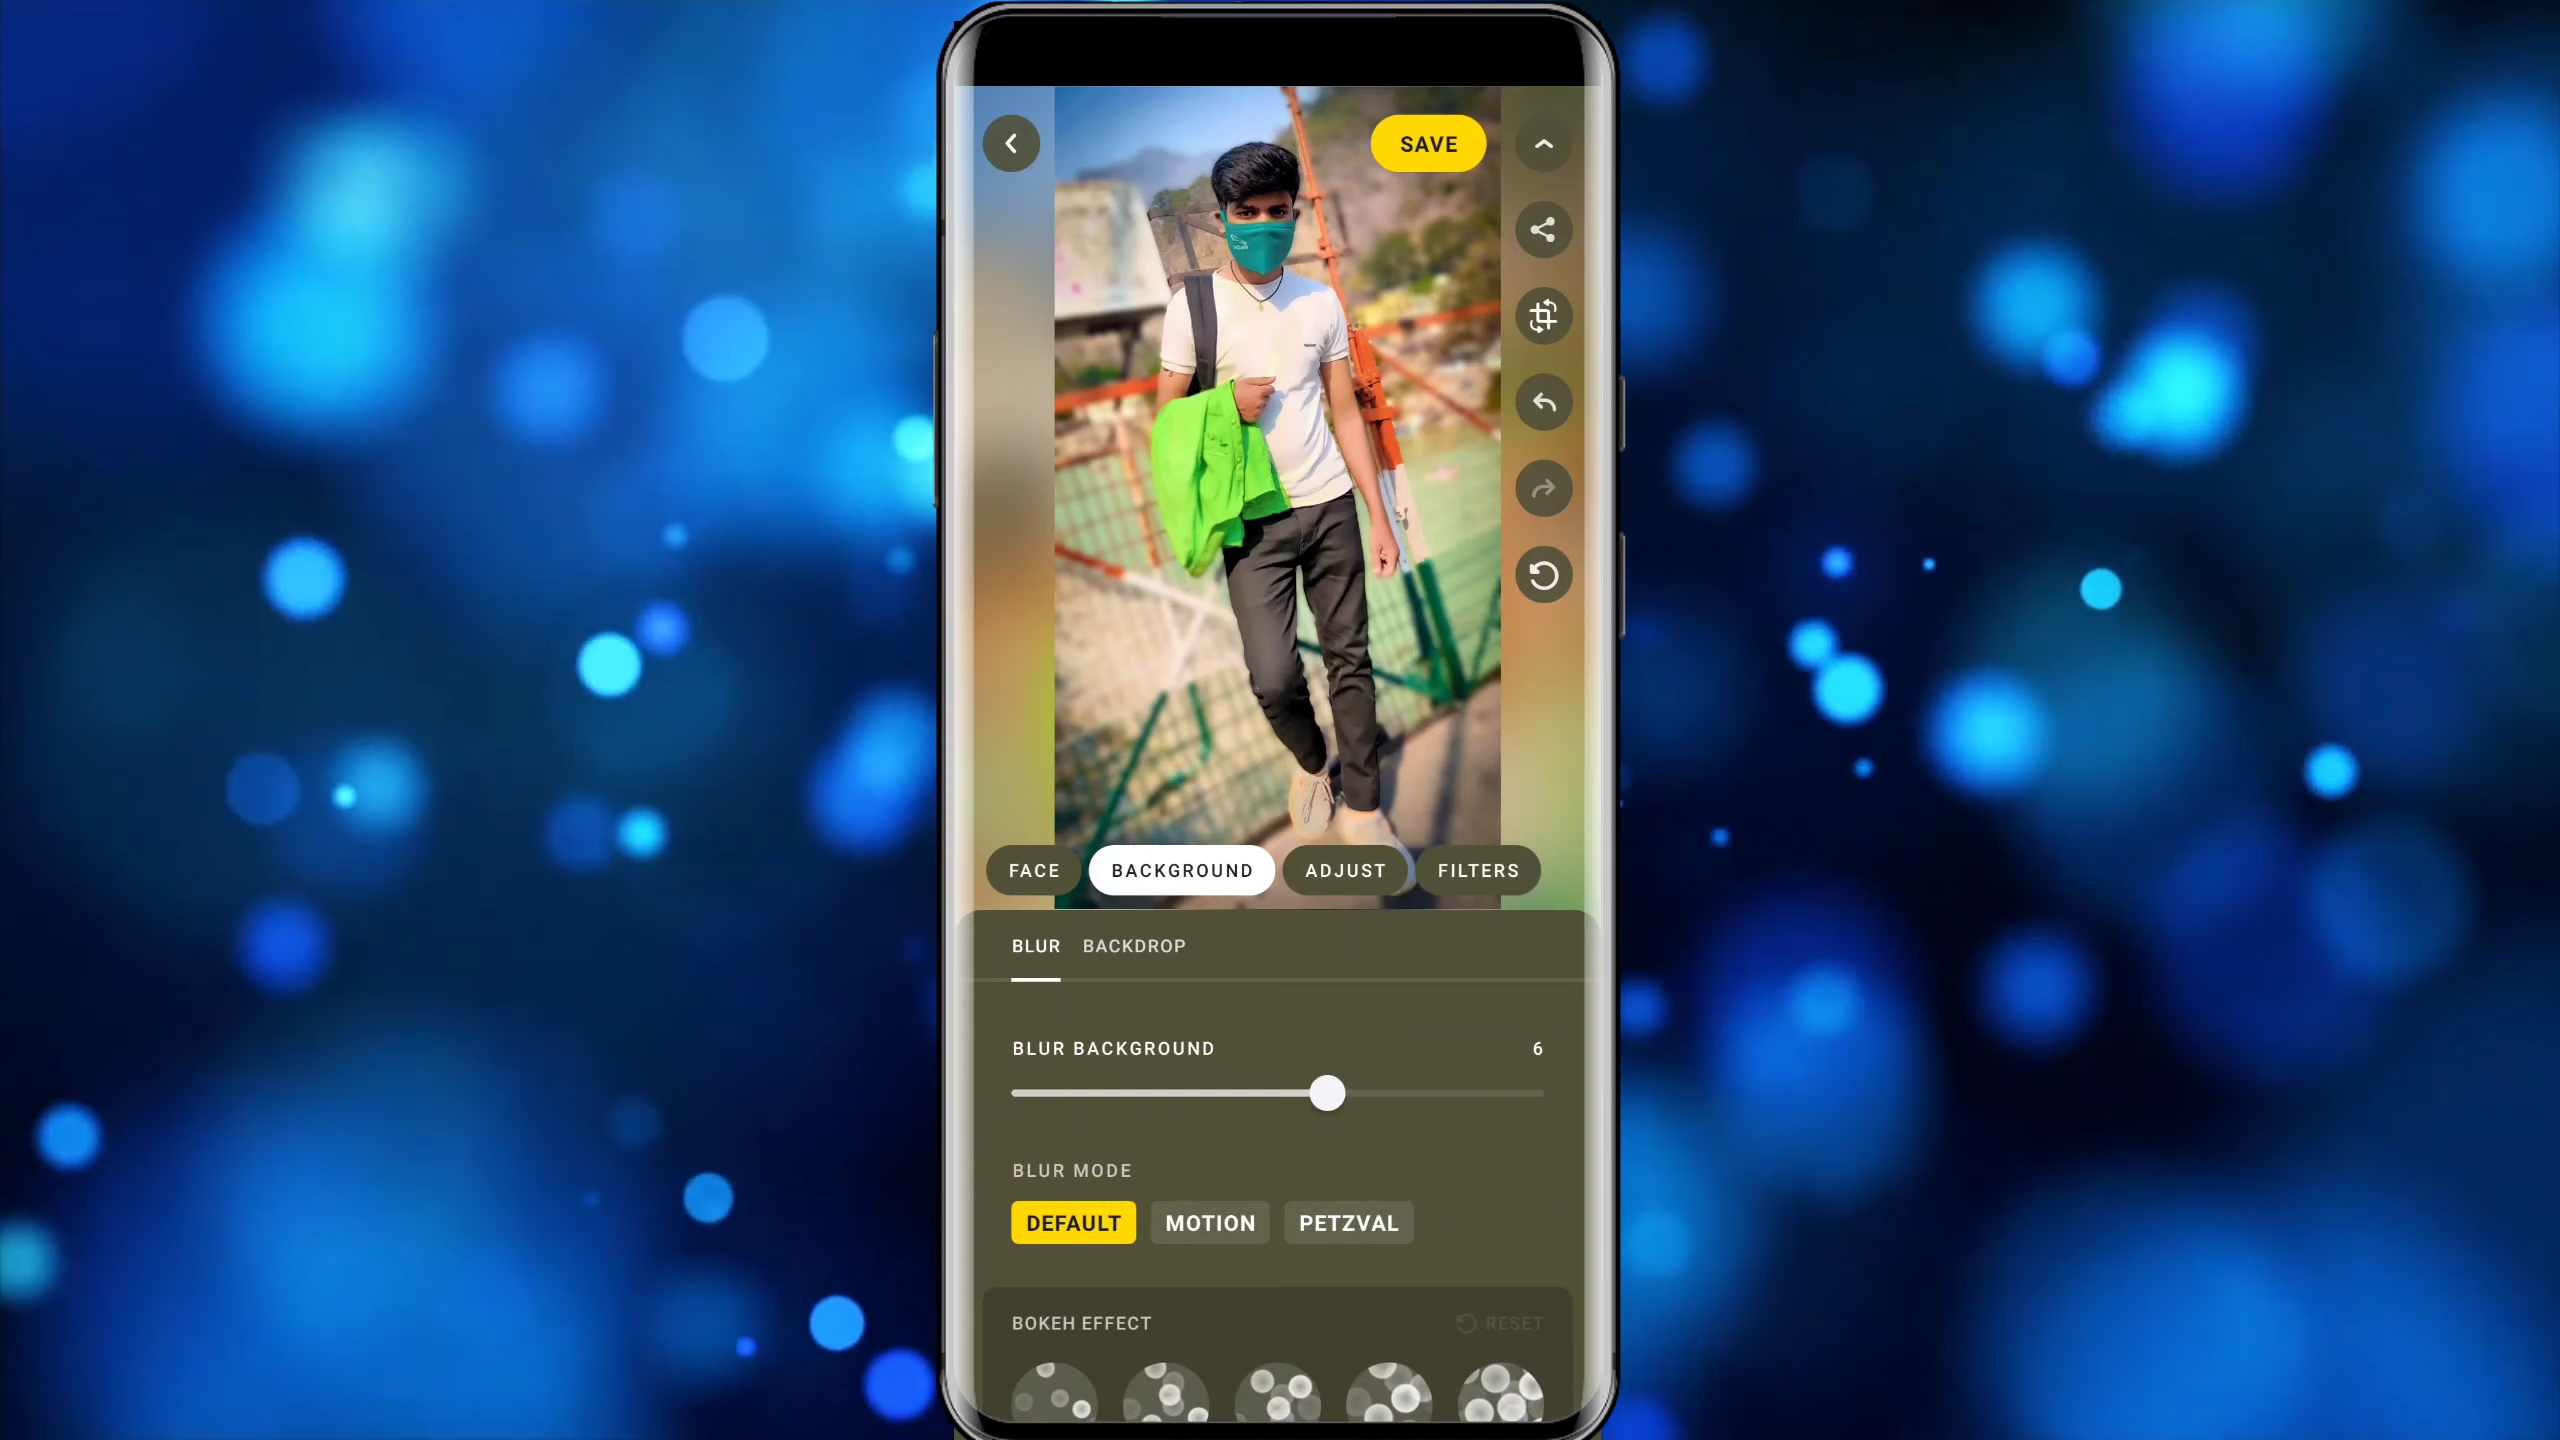 SAVE
FACE BACKGROUND ADJUST FILTERS
BLUR BACKDROP
BLUR BACKGROUND 6
BLUR MODE
DEFAULT MOTION PETZVAL
BOKEH EFFECT RESET